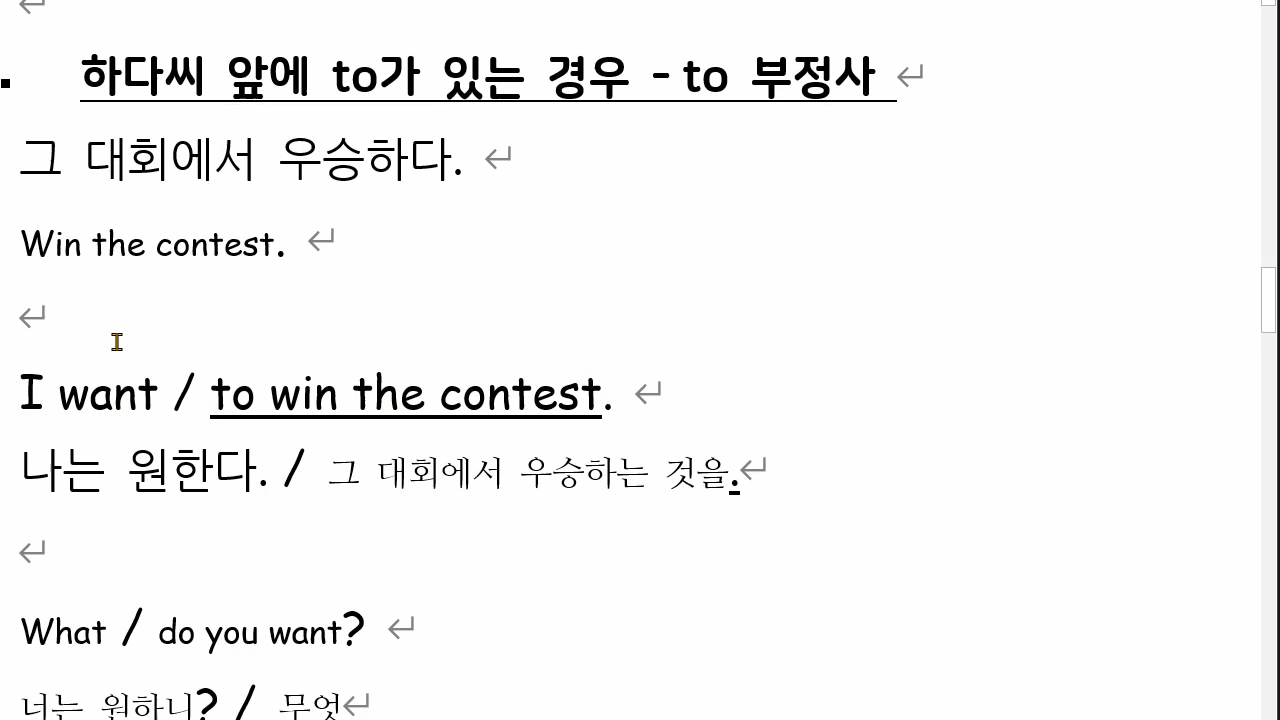 ▪ 하다씨 앞에 to가 있는 경우 - to 부정사
그 대회에서 우승하다.
Win the contest.
I want / to win the contest.
나는 원한다. / 그 대회에서 우승하는 것을.
What / do you want?
너는 원하니? / 무엇